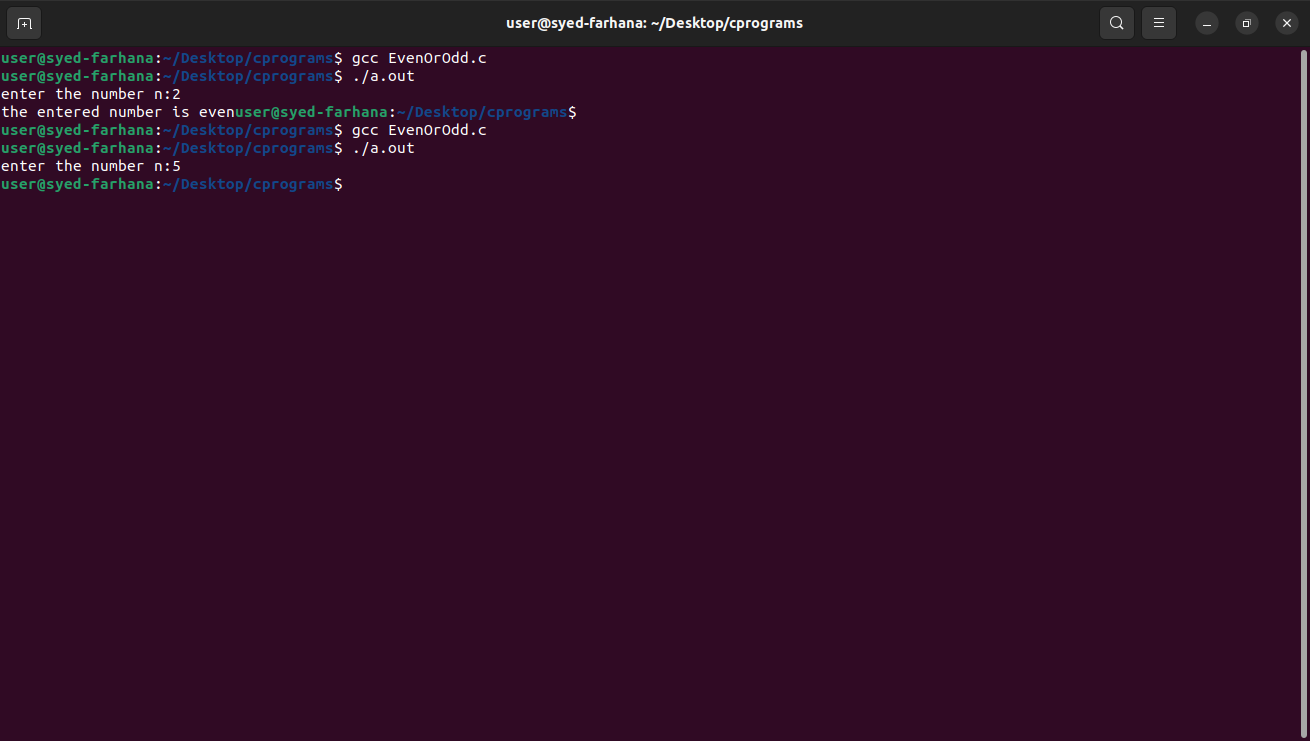 user@syed-farhana: ~/Desktop/cprograms
user@syed-farhana:~/Desktop/cprograms$ gcc EvenOrOdd.c
user@syed-farhana:~/Desktop/cprograms$ ./a.out
enter the number n:2
the entered number is evenuser@syed-farhana:~/Desktop/cprograms$
user@syed-farhana:~/Desktop/cprograms$ gcc EvenOrOdd.c
user@syed-farhana:~/Desktop/cprograms$ ./a.out
enter the number n:5
user@syed-farhana:~/Desktop/cprograms$